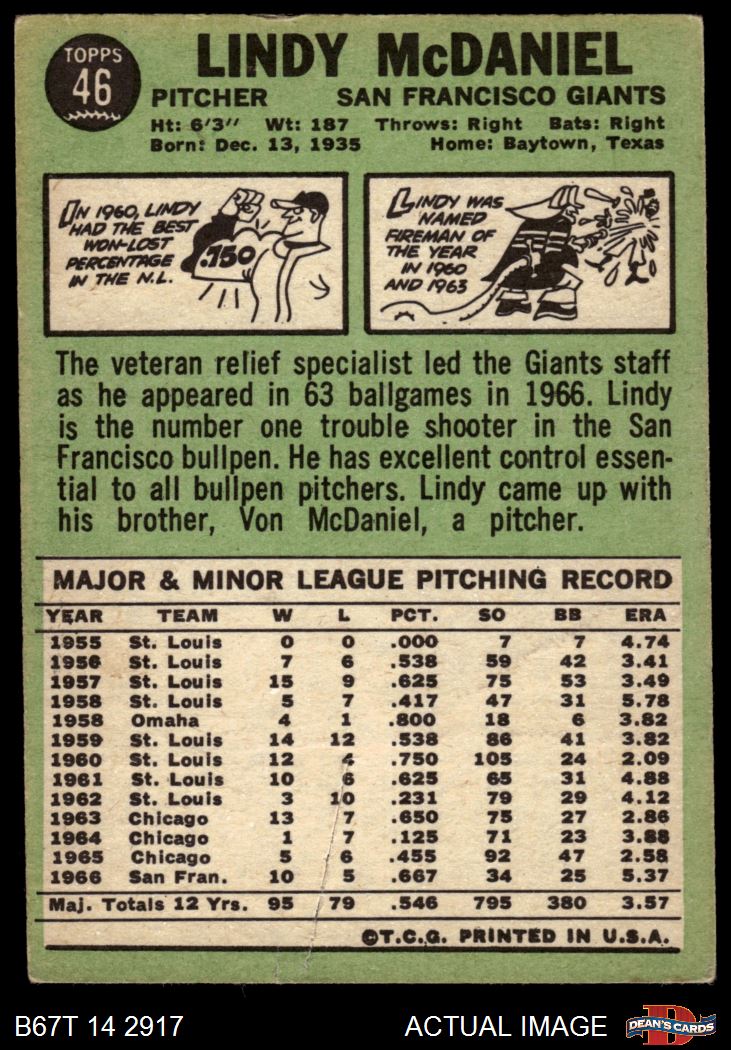 TOPPS
46
LINDY McDANIEL
PITCHER SAN FRANCISCO GIANTS
Ht: 6'3" Wt: 187 Throws: Right Bats: Right
Born: Dec. 13, 1935 Home: Baytown, Texas
IN 1960, LINDY
HAD THE BEST
WON-LOST
PERCENTAGE
IN THE N.L.
.750
LINDY WAS
NAMED
FIREMAN OF
THE YEAR
IN 1960
AND 1963
The veteran relief specialist led the Giants staff
as he appeared in 63 ballgames in 1966. Lindy
is the number one trouble shooter in the San
Francisco bullpen. He has excellent control essen-
tial to all bullpen pitchers. Lindy came up with
his brother, Von McDaniel, a pitcher.
MAJOR & MINOR LEAGUE PITCHING RECORD
YEAR TEAM W L PCT. SO BB ERA
1955 St. Louis 0 0 .000 7 7 4.74
1956 St. Louis 7 6 .538 59 42 3.41
1957 St. Louis 15 9 .625 75 53 3.49
1958 St. Louis 5 7 .417 47 31 5.78
1958 Omaha 4 1 .800 18 6 3.82
1959 St. Louis 14 12 .538 86 41 3.82
1960 St. Louis 12 4 .750 105 24 2.09
1961 St. Louis 10 6 .625 65 31 4.88
1962 St. Louis 3 10 .231 79 29 4.12
1963 Chicago 13 7 .650 75 27 2.86
1964 Chicago 1 7 .125 71 23 3.88
1965 Chicago 5 6 .455 92 47 2.58
1966 San Fran. 10 5 .667 34 25 5.37
Maj. Totals 12 Yrs. 95 79 .546 795 380 3.57
©T.C.G. PRINTED IN U.S.A.
B67T 14 2917 ACTUAL IMAGE
DEAN'S CARDS